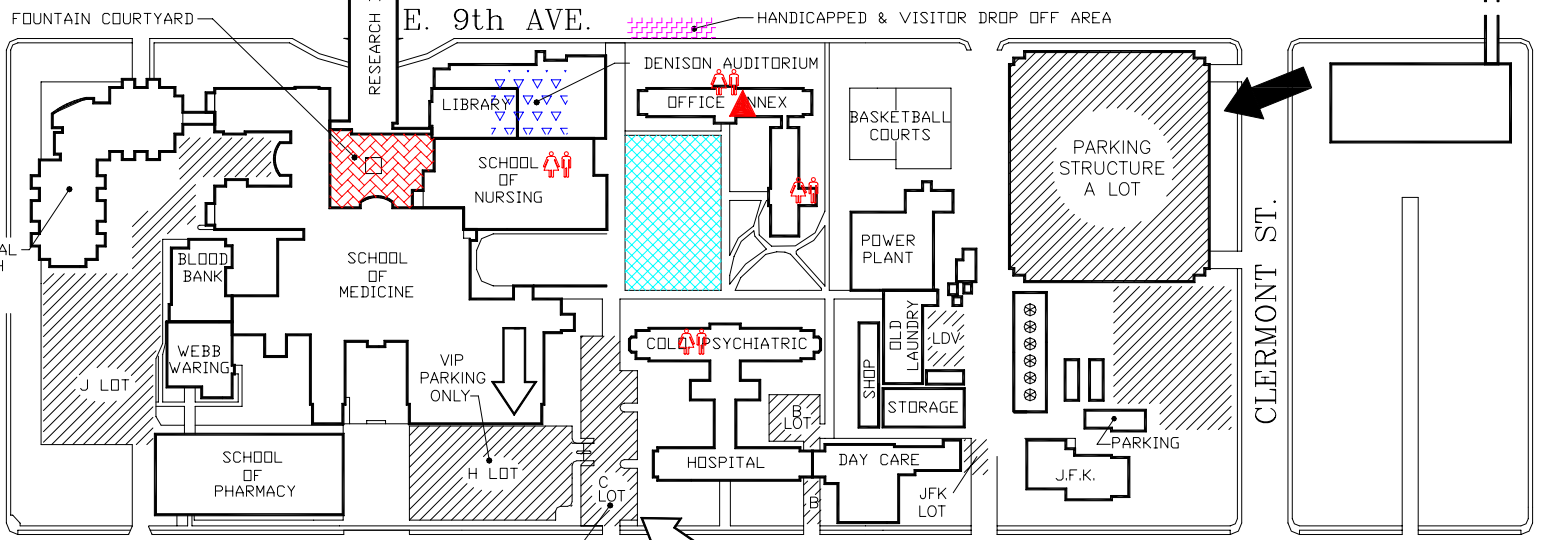 FOUNTAIN COURTYARD
E. 9th AVE.
HANDICAPPED & VISITOR DROP OFF AREA
RESEARCH
DENISON AUDITORIUM
LIBRARY
OFFICE
BASKETBALL
COURTS
PARKING
STRUCTURE
A LOT
SCHOOL
OF
NURSING
POWER
PLANT
BLOOD
BANK
SCHOOL
OF
MEDICINE
CLERMONT ST.
OLD
LAUNDRY
LDV
WEBB
WARING
PSYCHIATRIC
VIP
PARKING
ONLY
J LOT
SHOP
STORAGE
B
LOT
PARKING
SCHOOL
OF
PHARMACY
H LOT
HOSPITAL
DAY CARE
J.F.K.
C
LOT
B
JFK
LOT